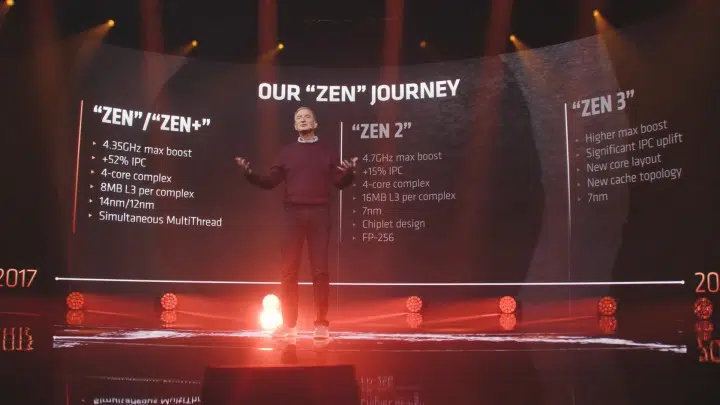 OUR “ZEN” JOURNEY
“ZEN”/“ZEN+”
4.35GHz max boost
+52% IPC
4-core complex
8MB L3 per complex
14nm/12nm
Simultaneous MultiThread
“ZEN 2”
4.7GHz max boost
+15% IPC
4-core complex
16MB L3 per complex
7nm
Chiplet design
FP-256
“ZEN 3”
Higher max boost
Significant IPC uplift
New core layout
New cache topology
7nm
2017
20